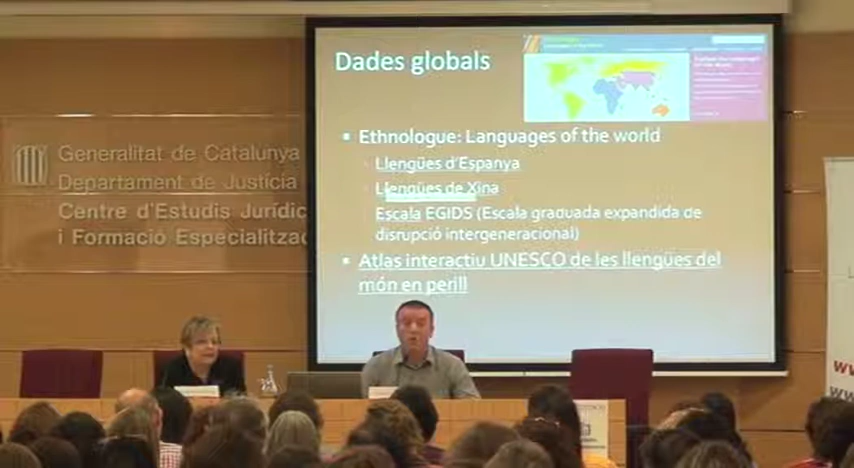 Dades globals
Ethnologue: Languages of the world
Llengües d'Espanya
Llengües de Xina
Escala EGIDS (Escala graduada expandida de
disrupció intergeneracional)
Atlas interactiu UNESCO de les llengües del
món en perill
Generalitat de Catalunya
Departament de Justícia
Centre d'Estudis Jurídic
i Formació Especialitzac